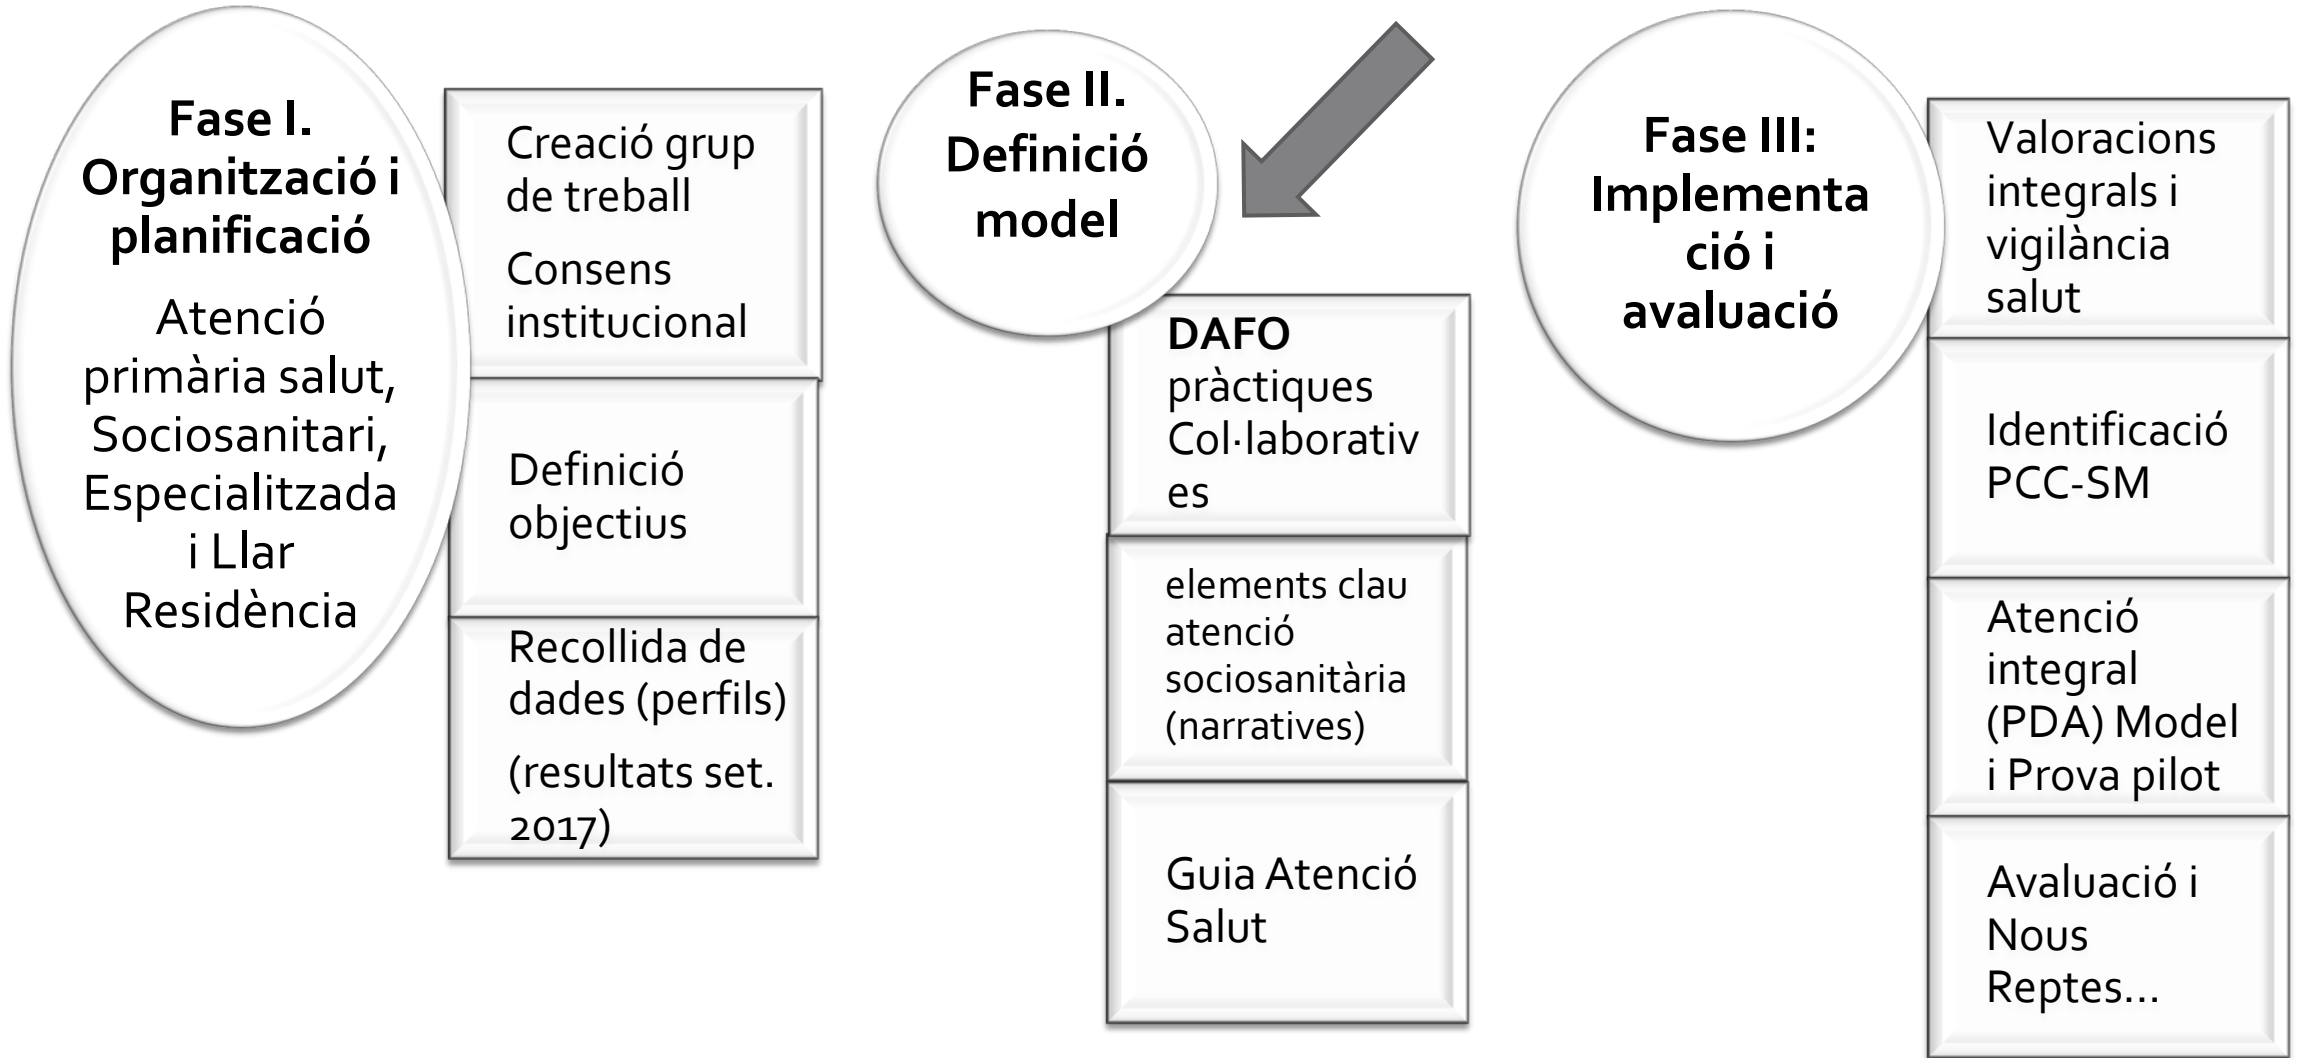 Fase I.
Organització i
planificació
Atenció
primària salut,
Sociosanitari,
Especialitzada
i Llar
Residència
Creació grup
de treball
Consens
institucional
Definició
objectius
Recollida de
dades (perfils)
(resultats set.
2017)
Fase II.
Definició
model
DAFO
pràctiques
Col·laborativ
es
elements clau
atenció
sociosanitària
(narratives)
Guia Atenció
Salut
Fase III:
Implementa
ció i
avaluació
Valoracions
integrals i
vigilància
salut
Identificació
PCC-SM
Atenció
integral
(PDA) Model
i Prova pilot
Avaluació i
Nous
Reptes...